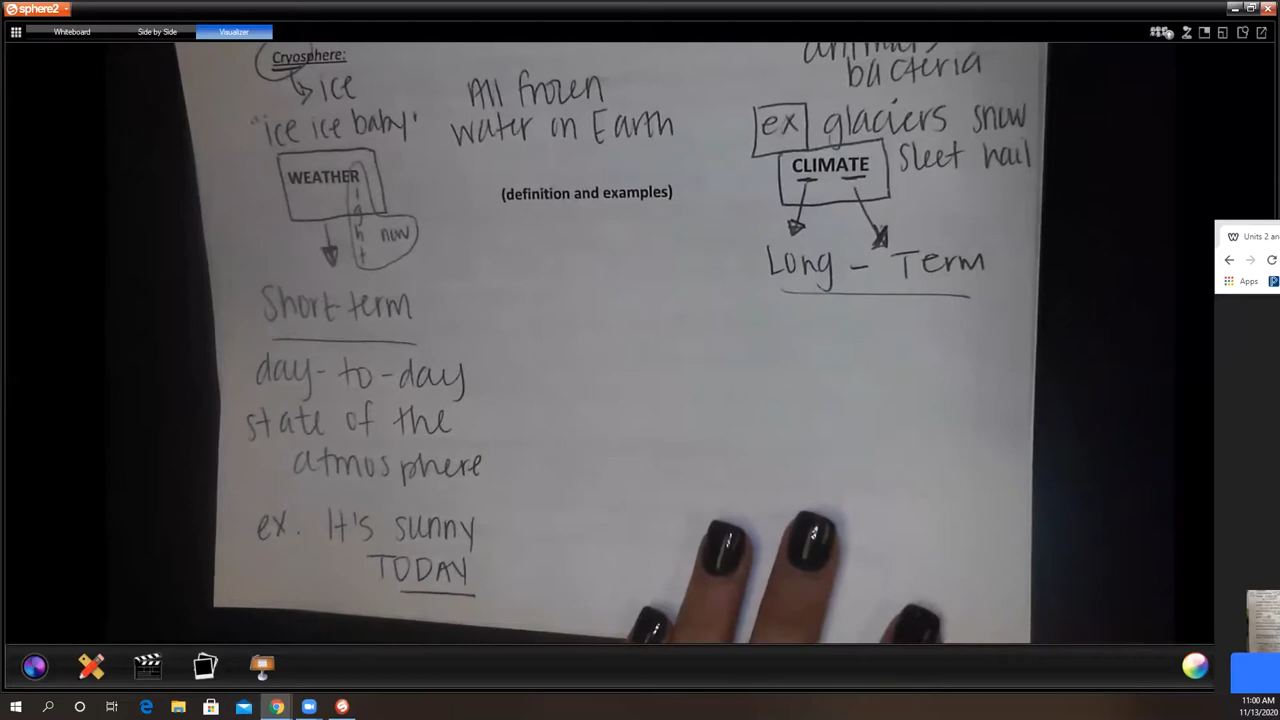 sphere2
Whiteboard
Side by Side
Visualizer
Cryosphere:
ice
"ice ice baby"
All frozen
water on Earth
animals
bacteria
ex glaciers snow
sleet hail
WEATHER
i
g
h
t
now
(definition and examples)
CLIMATE
Long - Term
Short term
day-to-day
state of the
atmosphere
ex. It's sunny
TODAY
Units 2 an
Apps
11:00 AM
11/13/2020